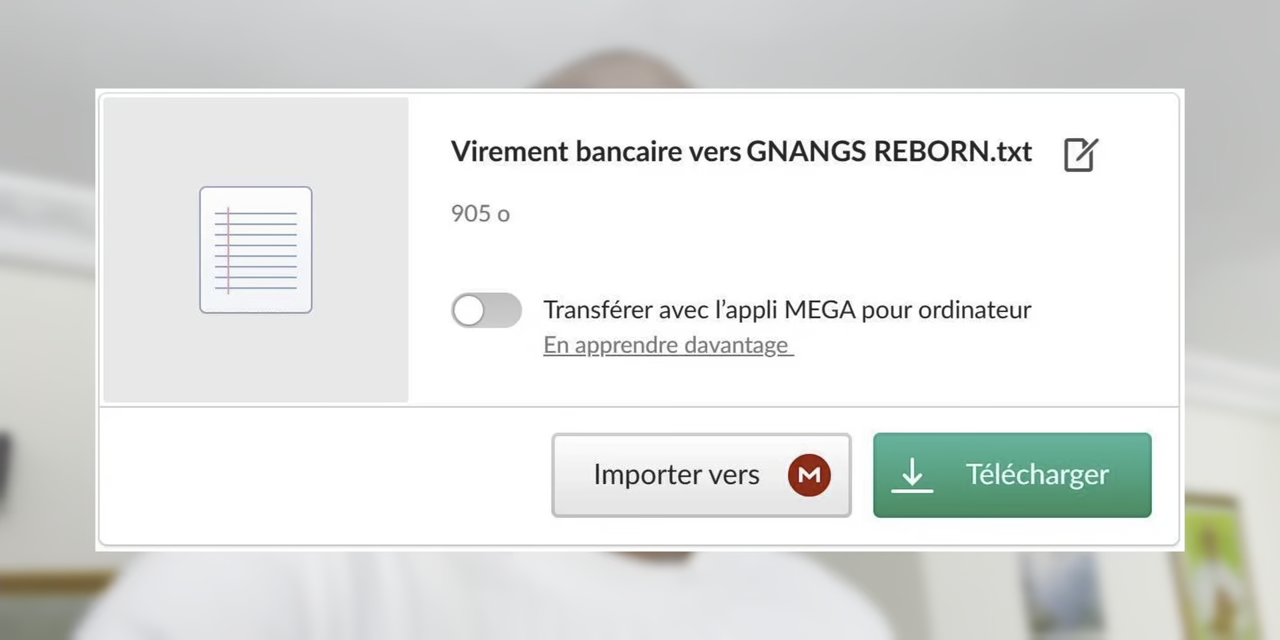 Virement bancaire vers GNANGS REBORN.txt
905 o
Transférer avec l’appli MEGA pour ordinateur
En apprendre davantage
Importer vers M
Télécharger